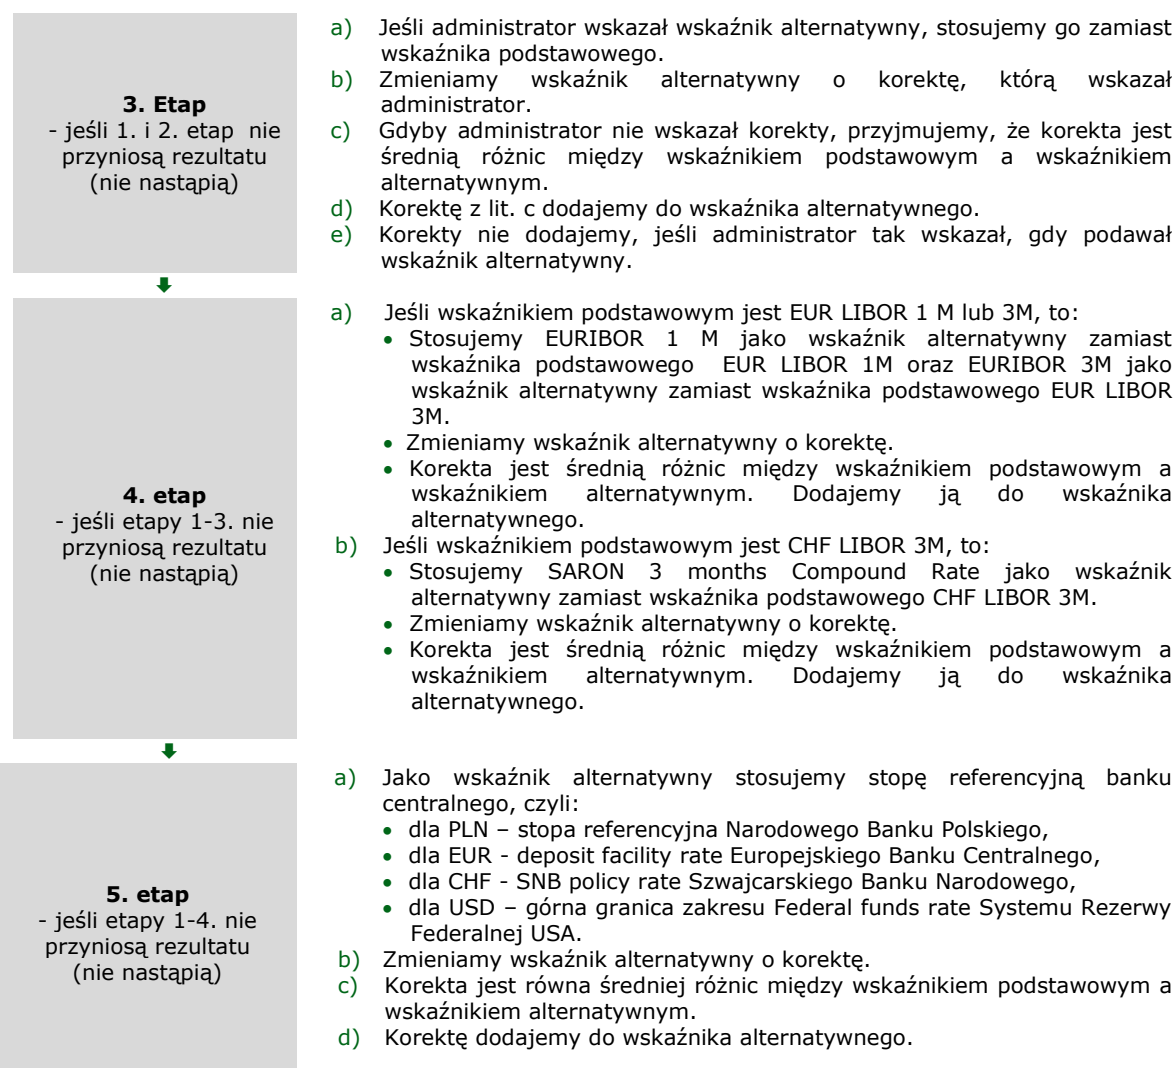 3. Etap
- jeśli 1. i 2. etap  nie
przyniosą rezultatu
(nie nastąpią)
a) Jeśli administrator wskazał wskaźnik alternatywny, stosujemy go zamiast
wskaźnika podstawowego.
b) Zmieniamy wskaźnik alternatywny o korektę, którą wskazał
administrator.
c) Gdyby administrator nie wskazał korekty, przyjmujemy, że korekta jest
średnią różnic między wskaźnikiem podstawowym a wskaźnikiem
alternatywnym.
d) Korektę z lit. c dodajemy do wskaźnika alternatywnego.
e) Korekty nie dodajemy, jeśli administrator tak wskazał, gdy podawał
wskaźnik alternatywny.
4. etap
- jeśli etapy 1-3. nie
przyniosą rezultatu
(nie nastąpią)
a) Jeśli wskaźnikiem podstawowym jest EUR LIBOR 1 M lub 3M, to:
• Stosujemy EURIBOR 1 M jako wskaźnik alternatywny zamiast
wskaźnika podstawowego  EUR LIBOR 1M oraz EURIBOR 3M jako
wskaźnik alternatywny zamiast wskaźnika podstawowego EUR LIBOR
3M.
• Zmieniamy wskaźnik alternatywny o korektę.
• Korekta jest średnią różnic między wskaźnikiem podstawowym a
wskaźnikiem alternatywnym. Dodajemy ją do wskaźnika
alternatywnego.
b) Jeśli wskaźnikiem podstawowym jest CHF LIBOR 3M, to:
• Stosujemy SARON 3 months Compound Rate jako wskaźnik
alternatywny zamiast wskaźnika podstawowego CHF LIBOR 3M.
• Zmieniamy wskaźnik alternatywny o korektę.
• Korekta jest średnią różnic między wskaźnikiem podstawowym a
wskaźnikiem alternatywnym. Dodajemy ją do wskaźnika
alternatywnego.
5. etap
- jeśli etapy 1-4. nie
przyniosą rezultatu
(nie nastąpią)
a) Jako wskaźnik alternatywny stosujemy stopę referencyjną banku
centralnego, czyli:
• dla PLN – stopa referencyjna Narodowego Banku Polskiego,
• dla EUR - deposit facility rate Europejskiego Banku Centralnego,
• dla CHF - SNB policy rate Szwajcarskiego Banku Narodowego,
• dla USD – górna granica zakresu Federal funds rate Systemu Rezerwy
Federalnej USA.
b) Zmieniamy wskaźnik alternatywny o korektę.
c) Korekta jest równa średniej różnic między wskaźnikiem podstawowym a
wskaźnikiem alternatywnym.
d) Korektę dodajemy do wskaźnika alternatywnego.